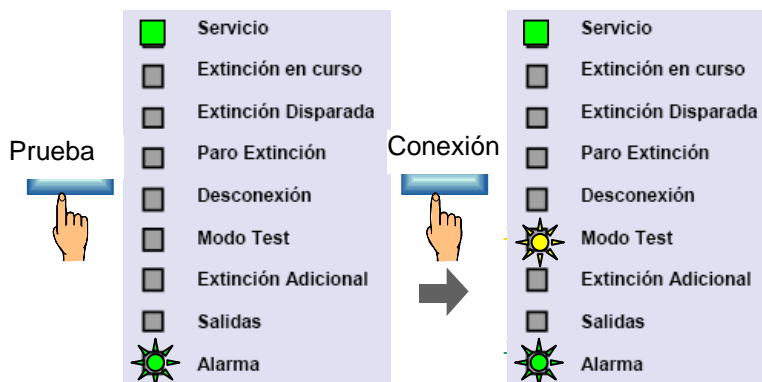 Prueba
Servicio
Extinción en curso
Extinción Disparada
Paro Extinción
Desconexión
Modo Test
Extinción Adicional
Salidas
Alarma
Conexión
Servicio
Extinción en curso
Extinción Disparada
Paro Extinción
Desconexión
Modo Test
Extinción Adicional
Salidas
Alarma